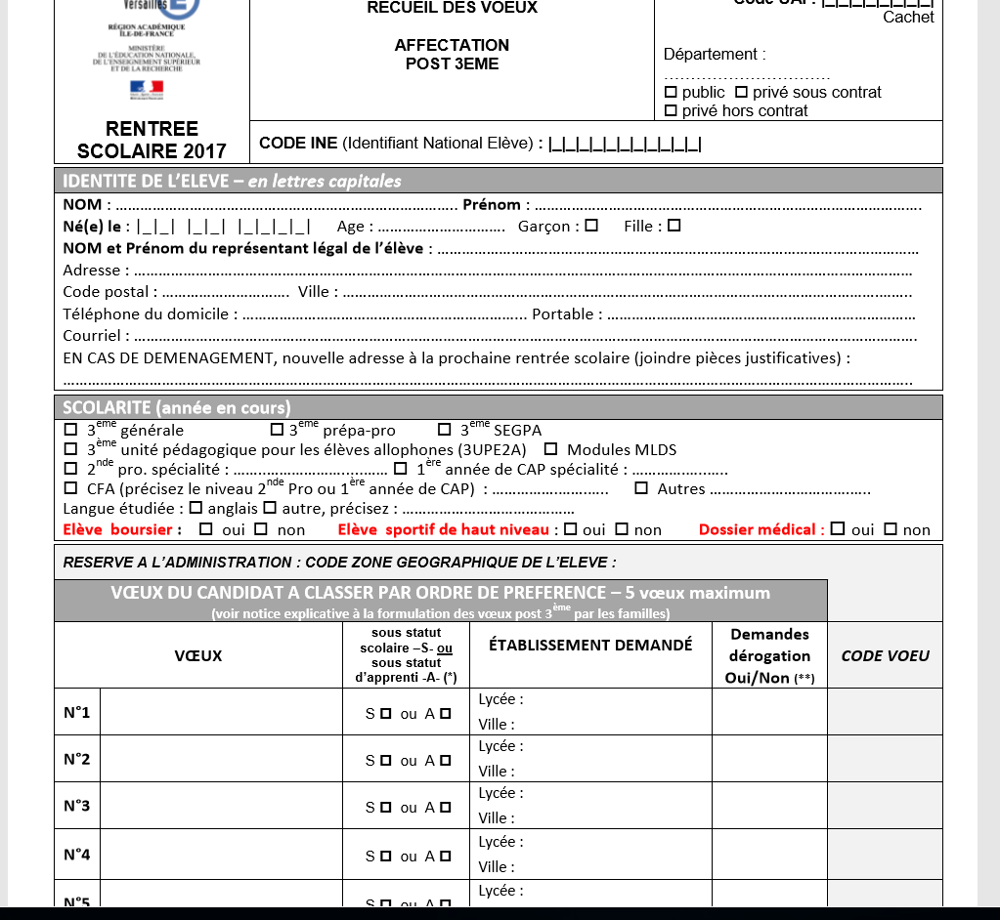 Versailles
RÉGION ACADÉMIQUE
ÎLE-DE-FRANCE
MINISTÈRE
DE L'ÉDUCATION NATIONALE,
DE L'ENSEIGNEMENT SUPÉRIEUR
ET DE LA RECHERCHE
RENTREE
SCOLAIRE 2017
RECUEIL DES VOEUX
AFFECTATION
POST 3EME
Code UAI : |_|_|_|_|_|_|_|_|
Cachet
Département :
……………………………
☐ public ☐ privé sous contrat
☐ privé hors contrat
CODE INE (Identifiant National Elève) : |_|_|_|_|_|_|_|_|_|_|_|
IDENTITE DE L'ELEVE – en lettres capitales
NOM : ……………………………………………………………………….. Prénom : ………………………………………………………………………………….
Né(e) le : |_|_| |_|_| |_|_|_|_| Age : …………………………. Garçon : ☐ Fille : ☐
NOM et Prénom du représentant légal de l'élève : ………………………………………………………………………………………………………
Adresse : ………………………………………………………………………………………………………………………………………………………………………
Code postal : …………………………. Ville : …………………………………………………………………………………………………………………………..
Téléphone du domicile : …………………………………………………………... Portable : …………………………………………………………………
Courriel : ……………………………………………………………………………………………………………………………………………………………………….
EN CAS DE DEMENAGEMENT, nouvelle adresse à la prochaine rentrée scolaire (joindre pièces justificatives) :
………………………………………………………………………………………………………………………………………………………………………………………..
SCOLARITE (année en cours)
☐ 3ème générale ☐ 3ème prépa-pro ☐ 3ème SEGPA
☐ 3ème unité pédagogique pour les élèves allophones (3UPE2A) ☐ Modules MLDS
☐ 2nde pro. spécialité : ……………………………… ☐ 1ère année de CAP spécialité : …………………..
☐ CFA (précisez le niveau 2nde Pro ou 1ère année de CAP) : ………………………. ☐ Autres …………………………………..
Langue étudiée : ☐ anglais ☐ autre, précisez : ……………………………………
Elève boursier : ☐ oui ☐ non Elève sportif de haut niveau : ☐ oui ☐ non Dossier médical : ☐ oui ☐ non
RESERVE A L'ADMINISTRATION : CODE ZONE GEOGRAPHIQUE DE L'ELEVE :
VŒUX DU CANDIDAT A CLASSER PAR ORDRE DE PREFERENCE – 5 vœux maximum
(voir notice explicative à la formulation des vœux post 3ème par les familles)
VŒUX
sous statut
scolaire –S- ou
sous statut
d'apprenti -A- (*)
ÉTABLISSEMENT DEMANDÉ
Demandes
dérogation
Oui/Non (**)
CODE VOEU
N°1 S ☐ ou A ☐ Lycée :
Ville :
N°2 S ☐ ou A ☐ Lycée :
Ville :
N°3 S ☐ ou A ☐ Lycée :
Ville :
N°4 S ☐ ou A ☐ Lycée :
Ville :
N°5 S ☐ ou A ☐ Lycée :